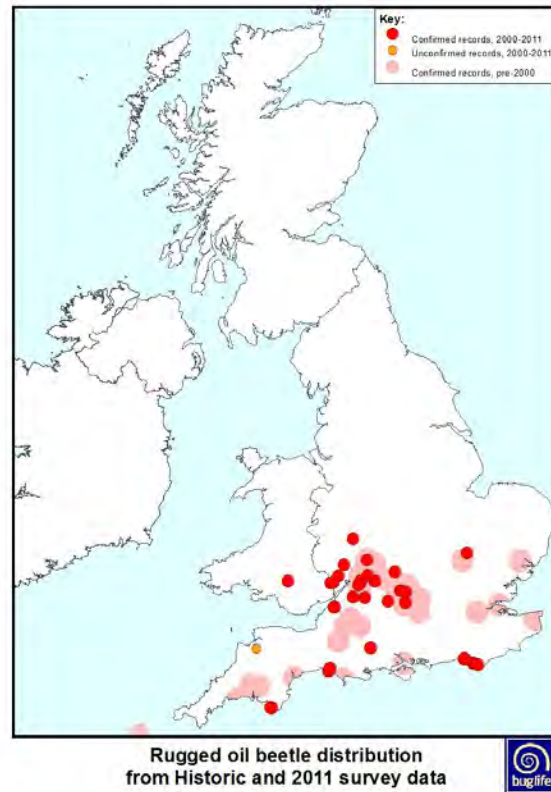 Key:
Confirmed records, 2000-2011
Unconfirmed records, 2000-2011
Confirmed records, pre-2000
Rugged oil beetle distribution
from Historic and 2011 survey data
buglife